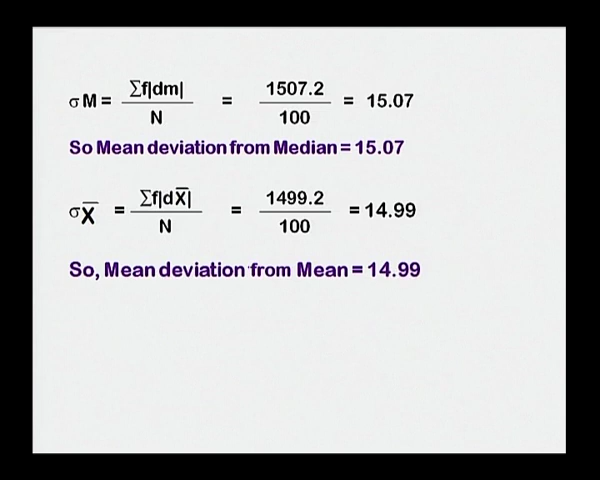 σM = Σf|dm| / N = 1507.2 / 100 = 15.07
So Mean deviation from Median = 15.07
σX̅ = Σf|dX̅| / N = 1499.2 / 100 = 14.99
So, Mean deviation from Mean = 14.99